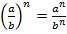 (a/b)^n = a^n/b^n